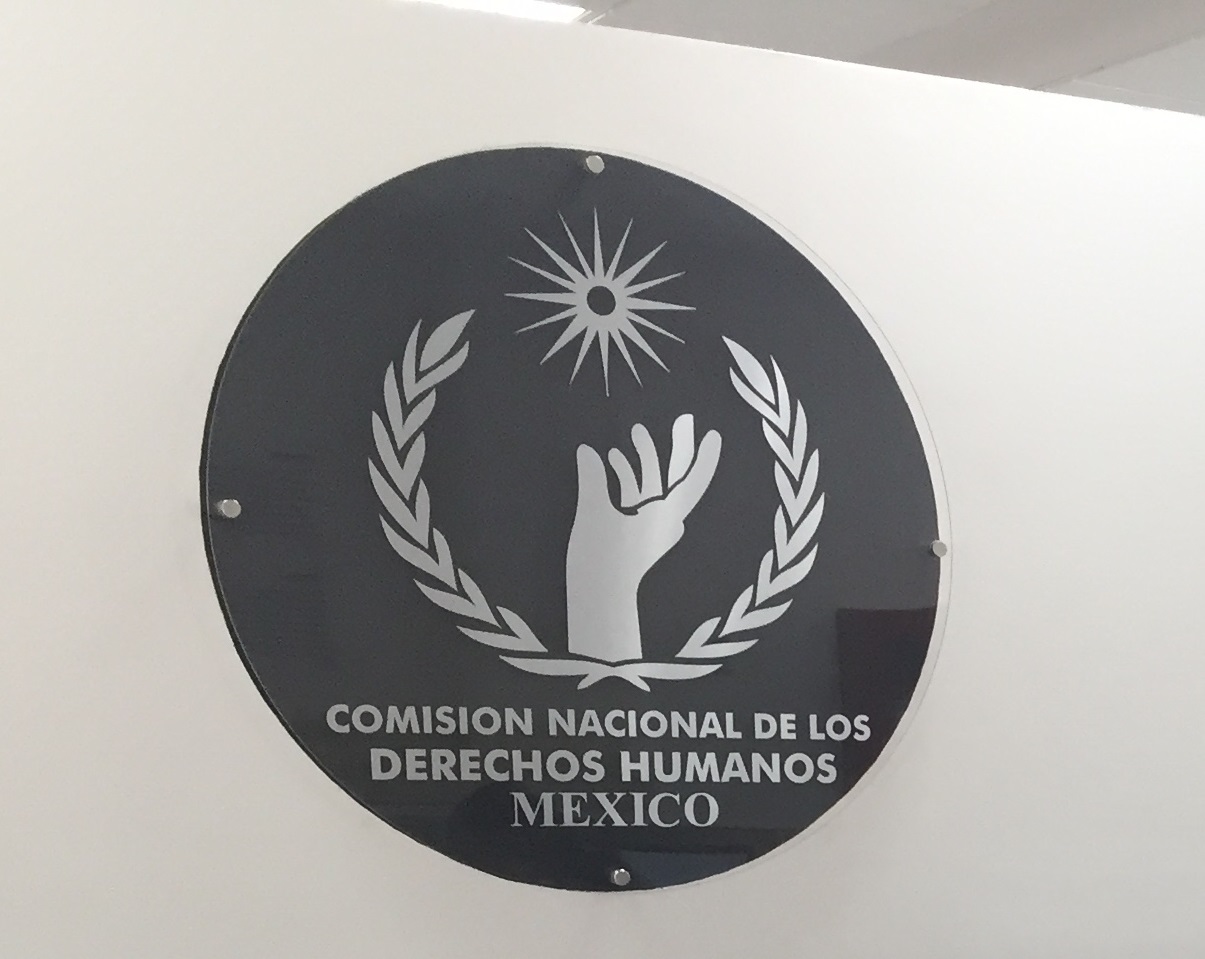 COMISION NACIONAL DE LOS
DERECHOS HUMANOS
MEXICO